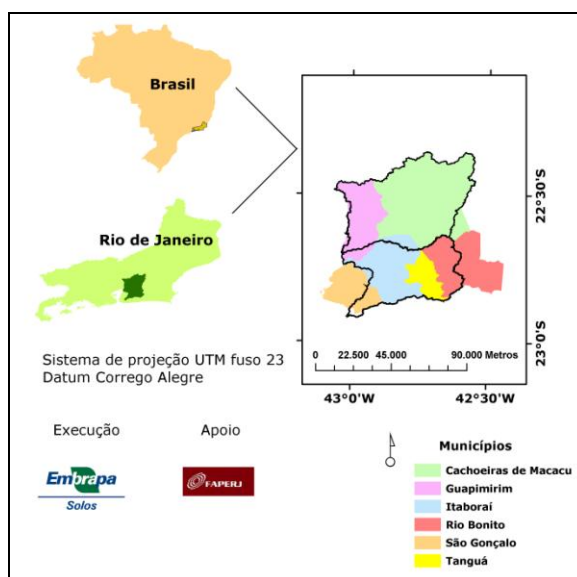 Brasil
Rio de Janeiro
Sistema de projeção UTM fuso 23
Datum Corrego Alegre
Execução
Apoio
Embrapa
Solos
FAPERJ
22°30'S
23°0'S
0 22.500 45.000 90.000 Metros
43°0'W 42°30'W
Municípios
Cachoeiras de Macacu
Guapimirim
Itaboraí
Rio Bonito
São Gonçalo
Tanguá